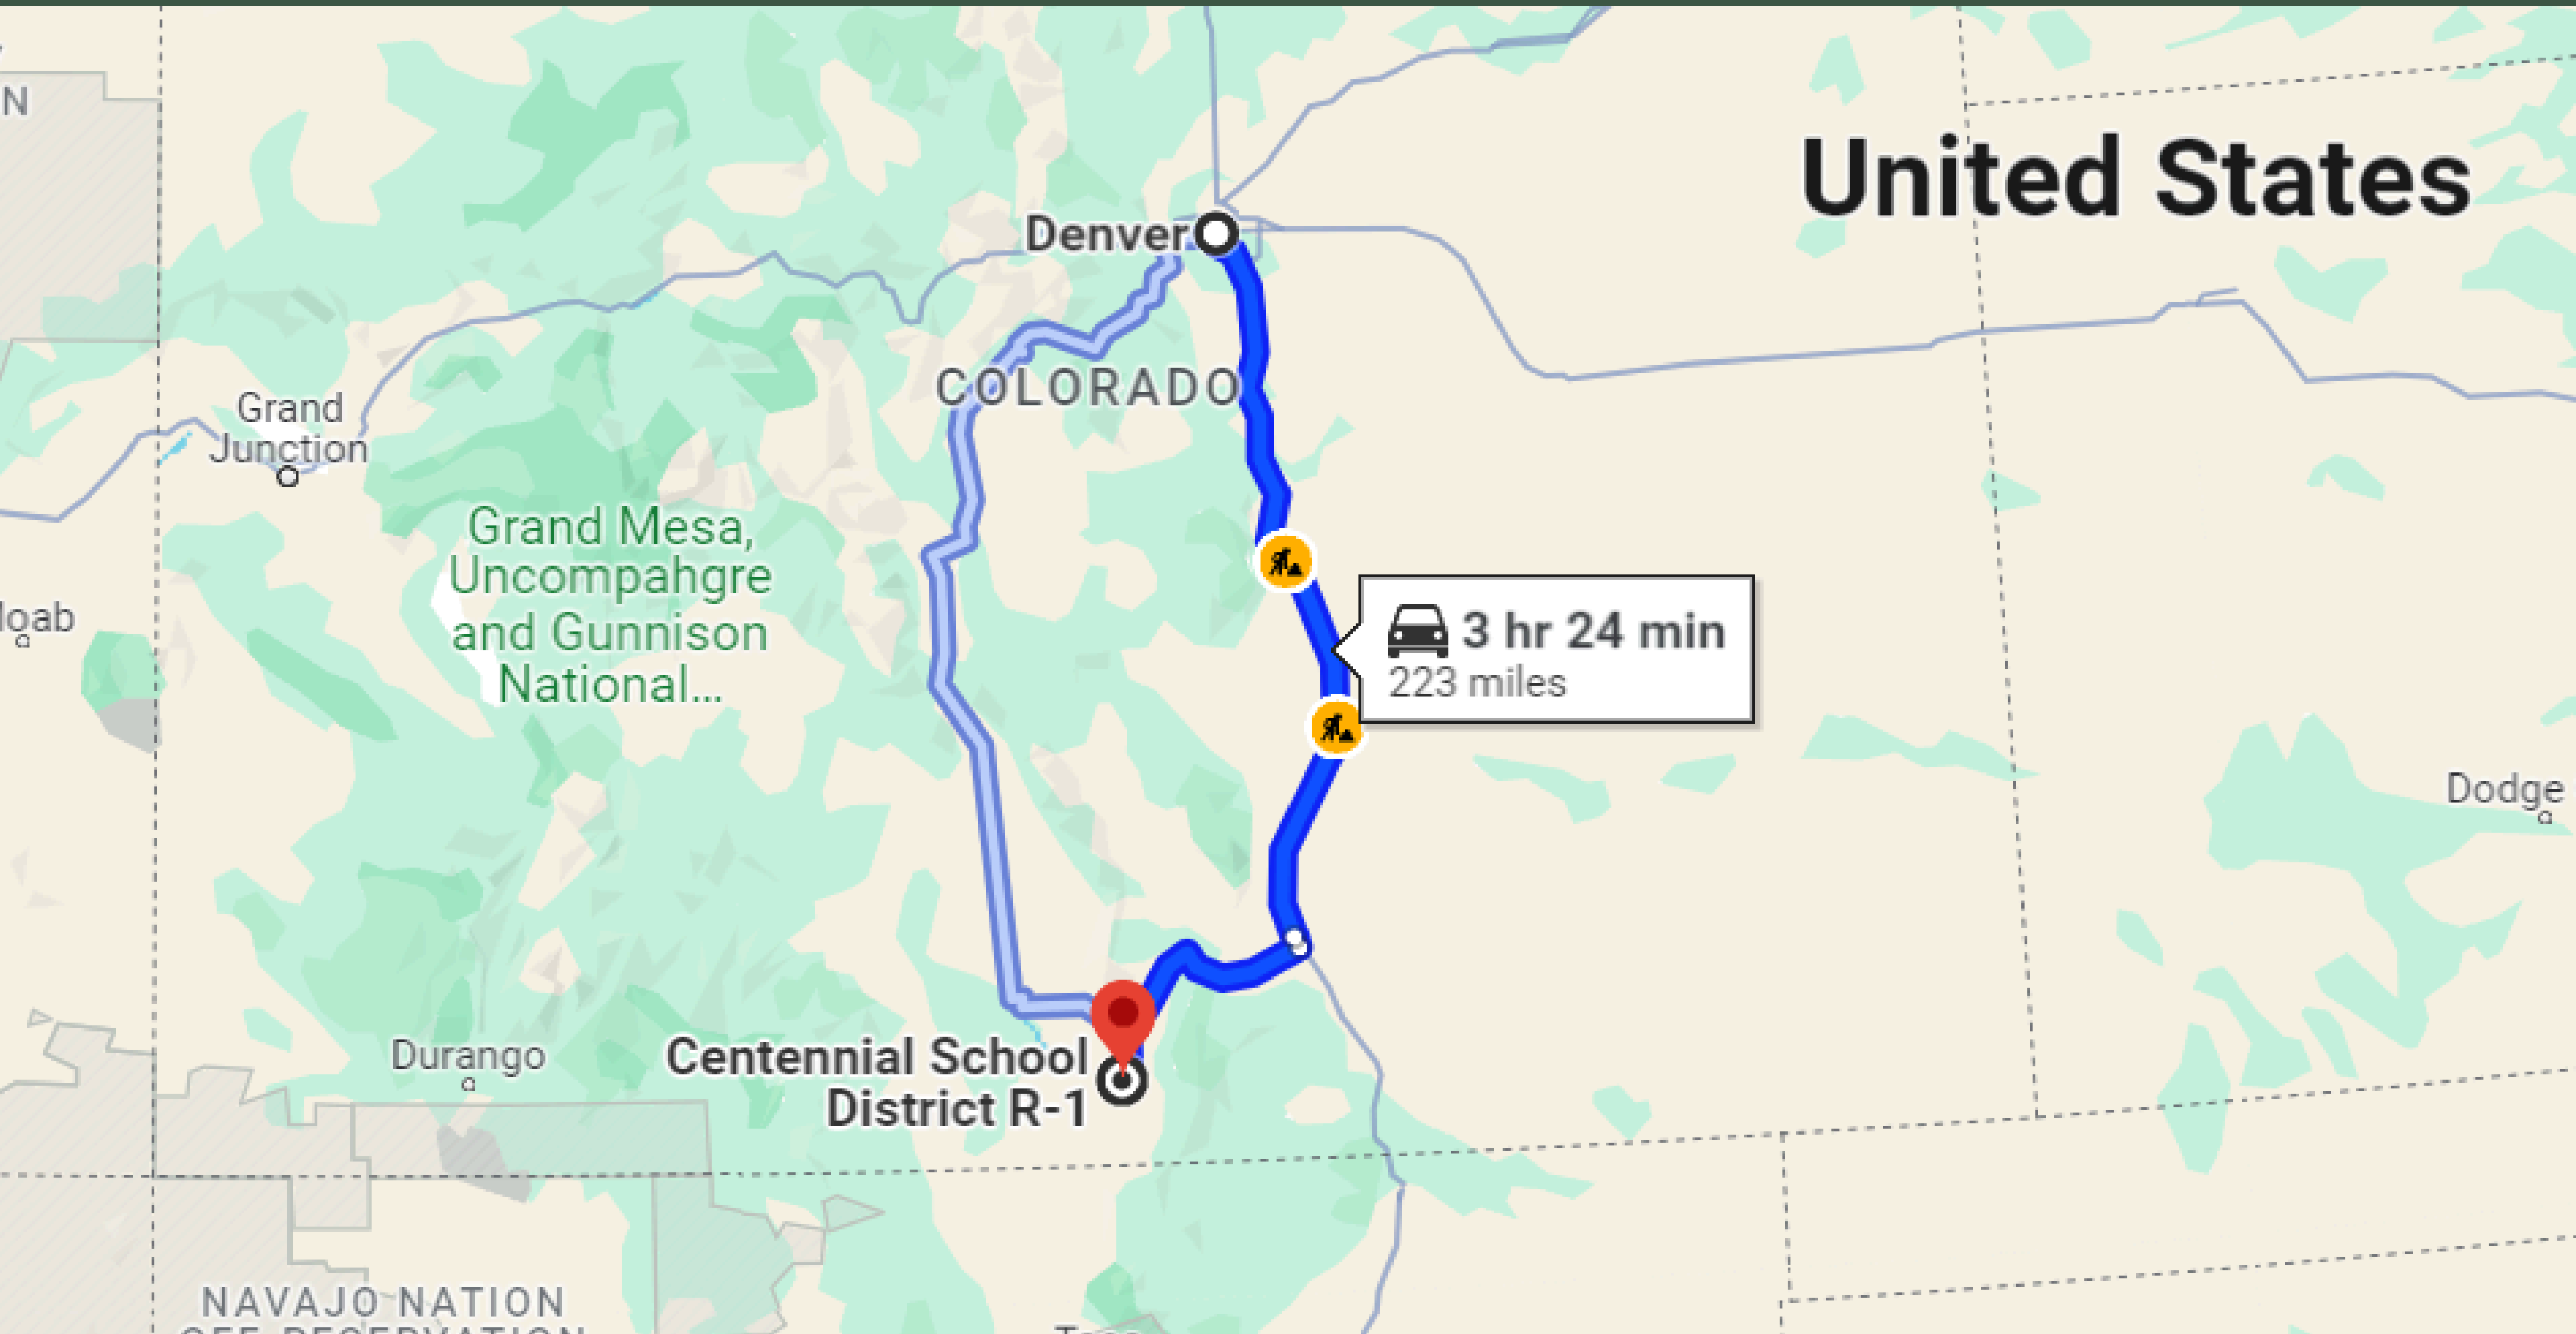 N
United States
Denver
COLORADO
Grand
Junction
Grand Mesa,
Uncompahgre
and Gunnison
National...
3 hr 24 min
223 miles
loab
Dodge
Durango
Centennial School
District R-1
NAVAJO NATION